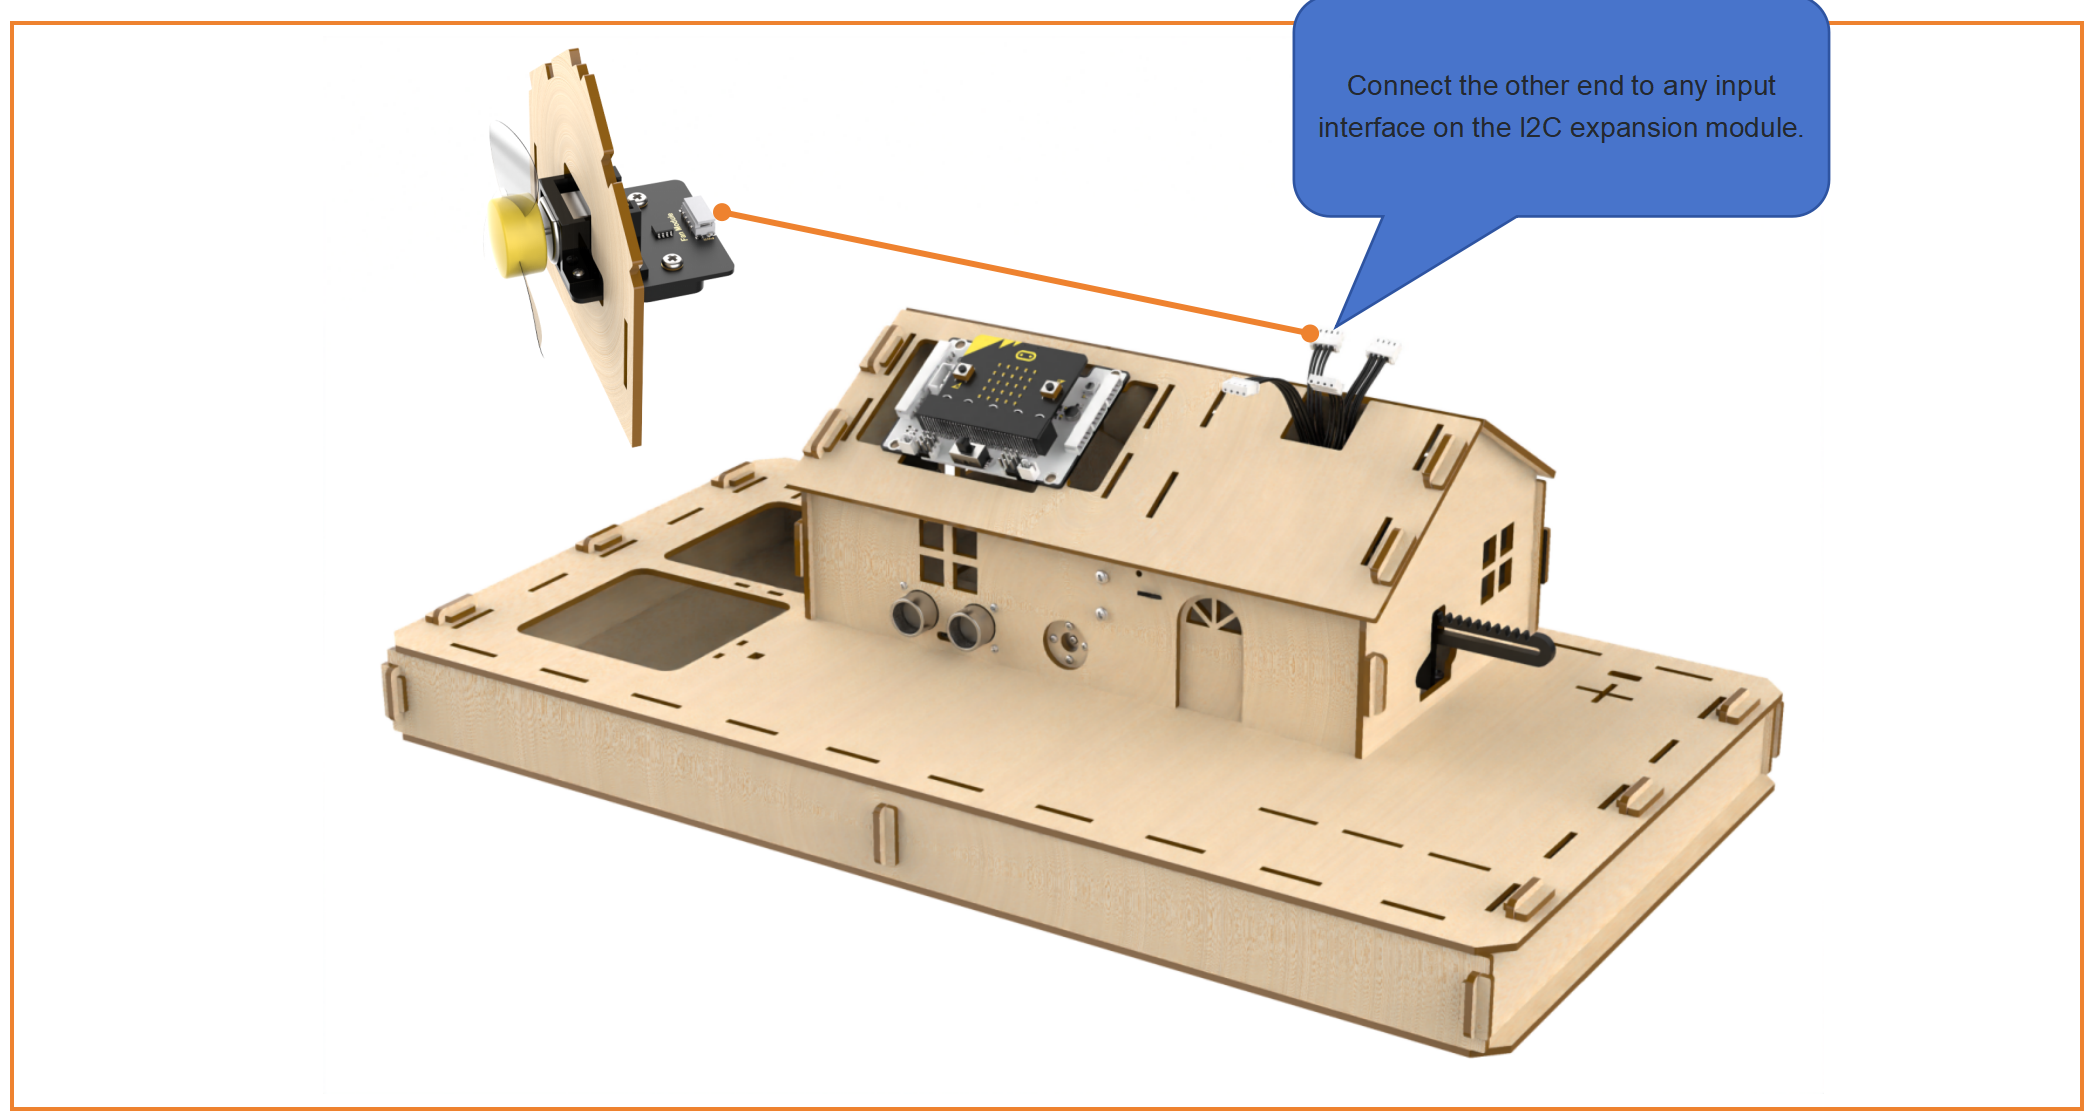 Connect the other end to any input
interface on the I2C expansion module.
Fan Module